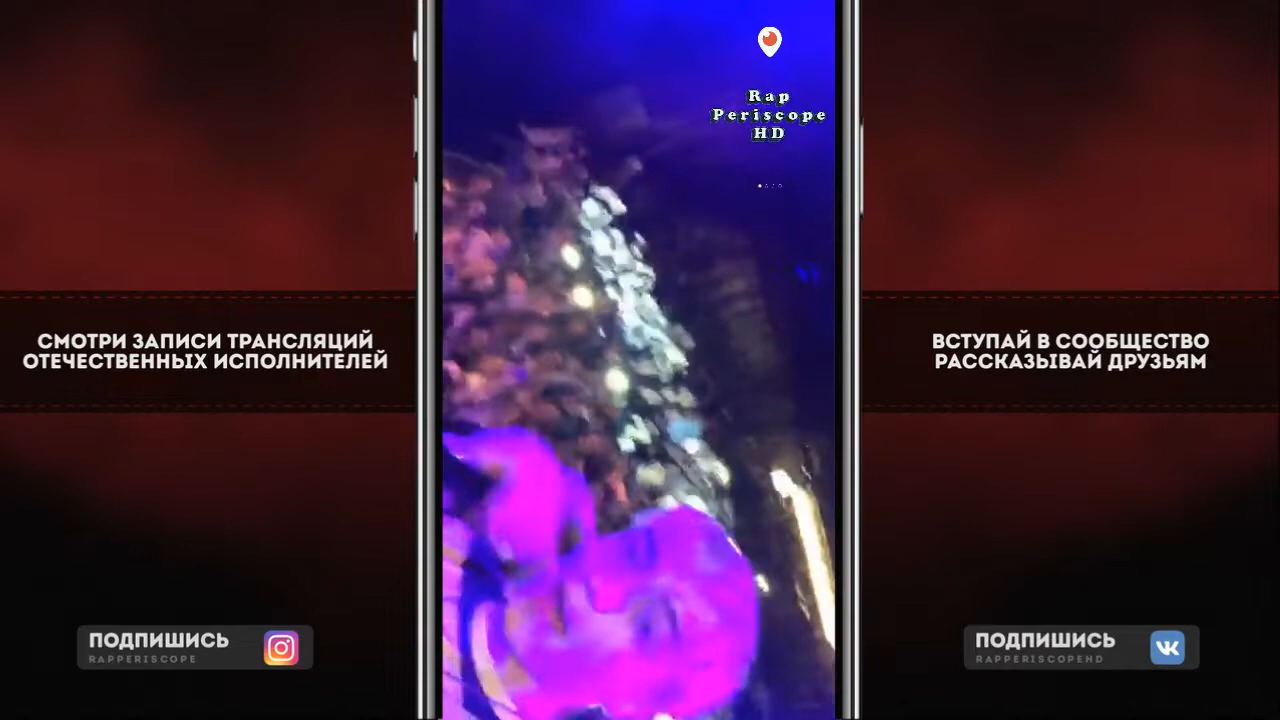 Rap
Periscope
HD
СМОТРИ ЗАПИСИ ТРАНСЛЯЦИЙ
ОТЕЧЕСТВЕННЫХ ИСПОЛНИТЕЛЕЙ
ВСТУПАЙ В СООБЩЕСТВО
РАССКАЗЫВАЙ ДРУЗЬЯМ
ПОДПИШИСЬ
RAPPERISCOPE
ПОДПИШИСЬ
RAPPERISCOPEHD